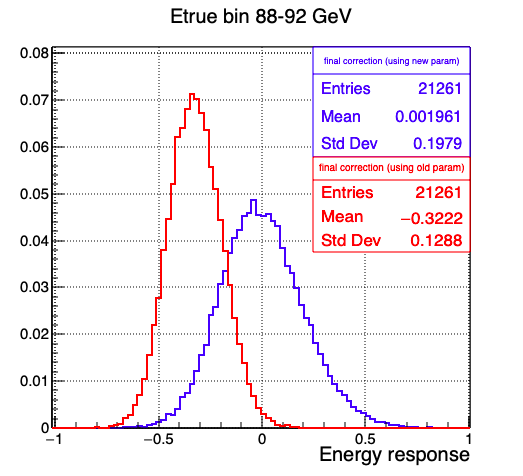 Etrue bin 88-92 GeV
final correction (using new param)
Entries 21261
Mean 0.001961
Std Dev 0.1979
final correction (using old param)
Entries 21261
Mean −0.3222
Std Dev 0.1288
0.08
0.07
0.06
0.05
0.04
0.03
0.02
0.01
0
−1 −0.5 0 0.5 1
Energy response